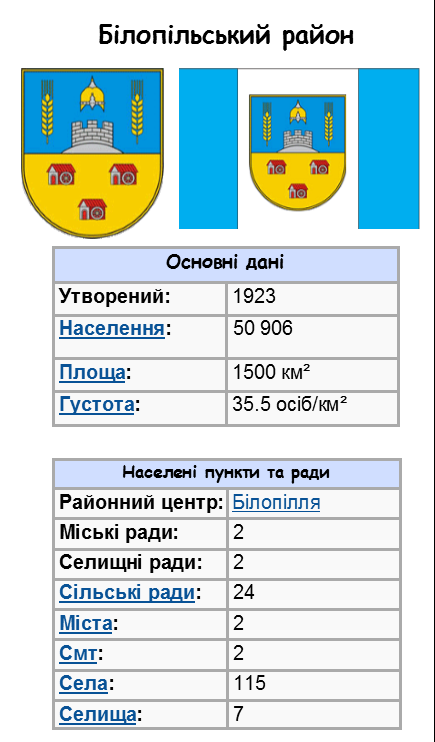 Білопільський район
Основні дані
Утворений: 1923
Населення: 50 906
Площа: 1500 км²
Густота: 35.5 осіб/км²
Населені пункти та ради
Районний центр: Білопілля
Міські ради: 2
Селищні ради: 2
Сільські ради: 24
Міста: 2
Смт: 2
Села: 115
Селища: 7